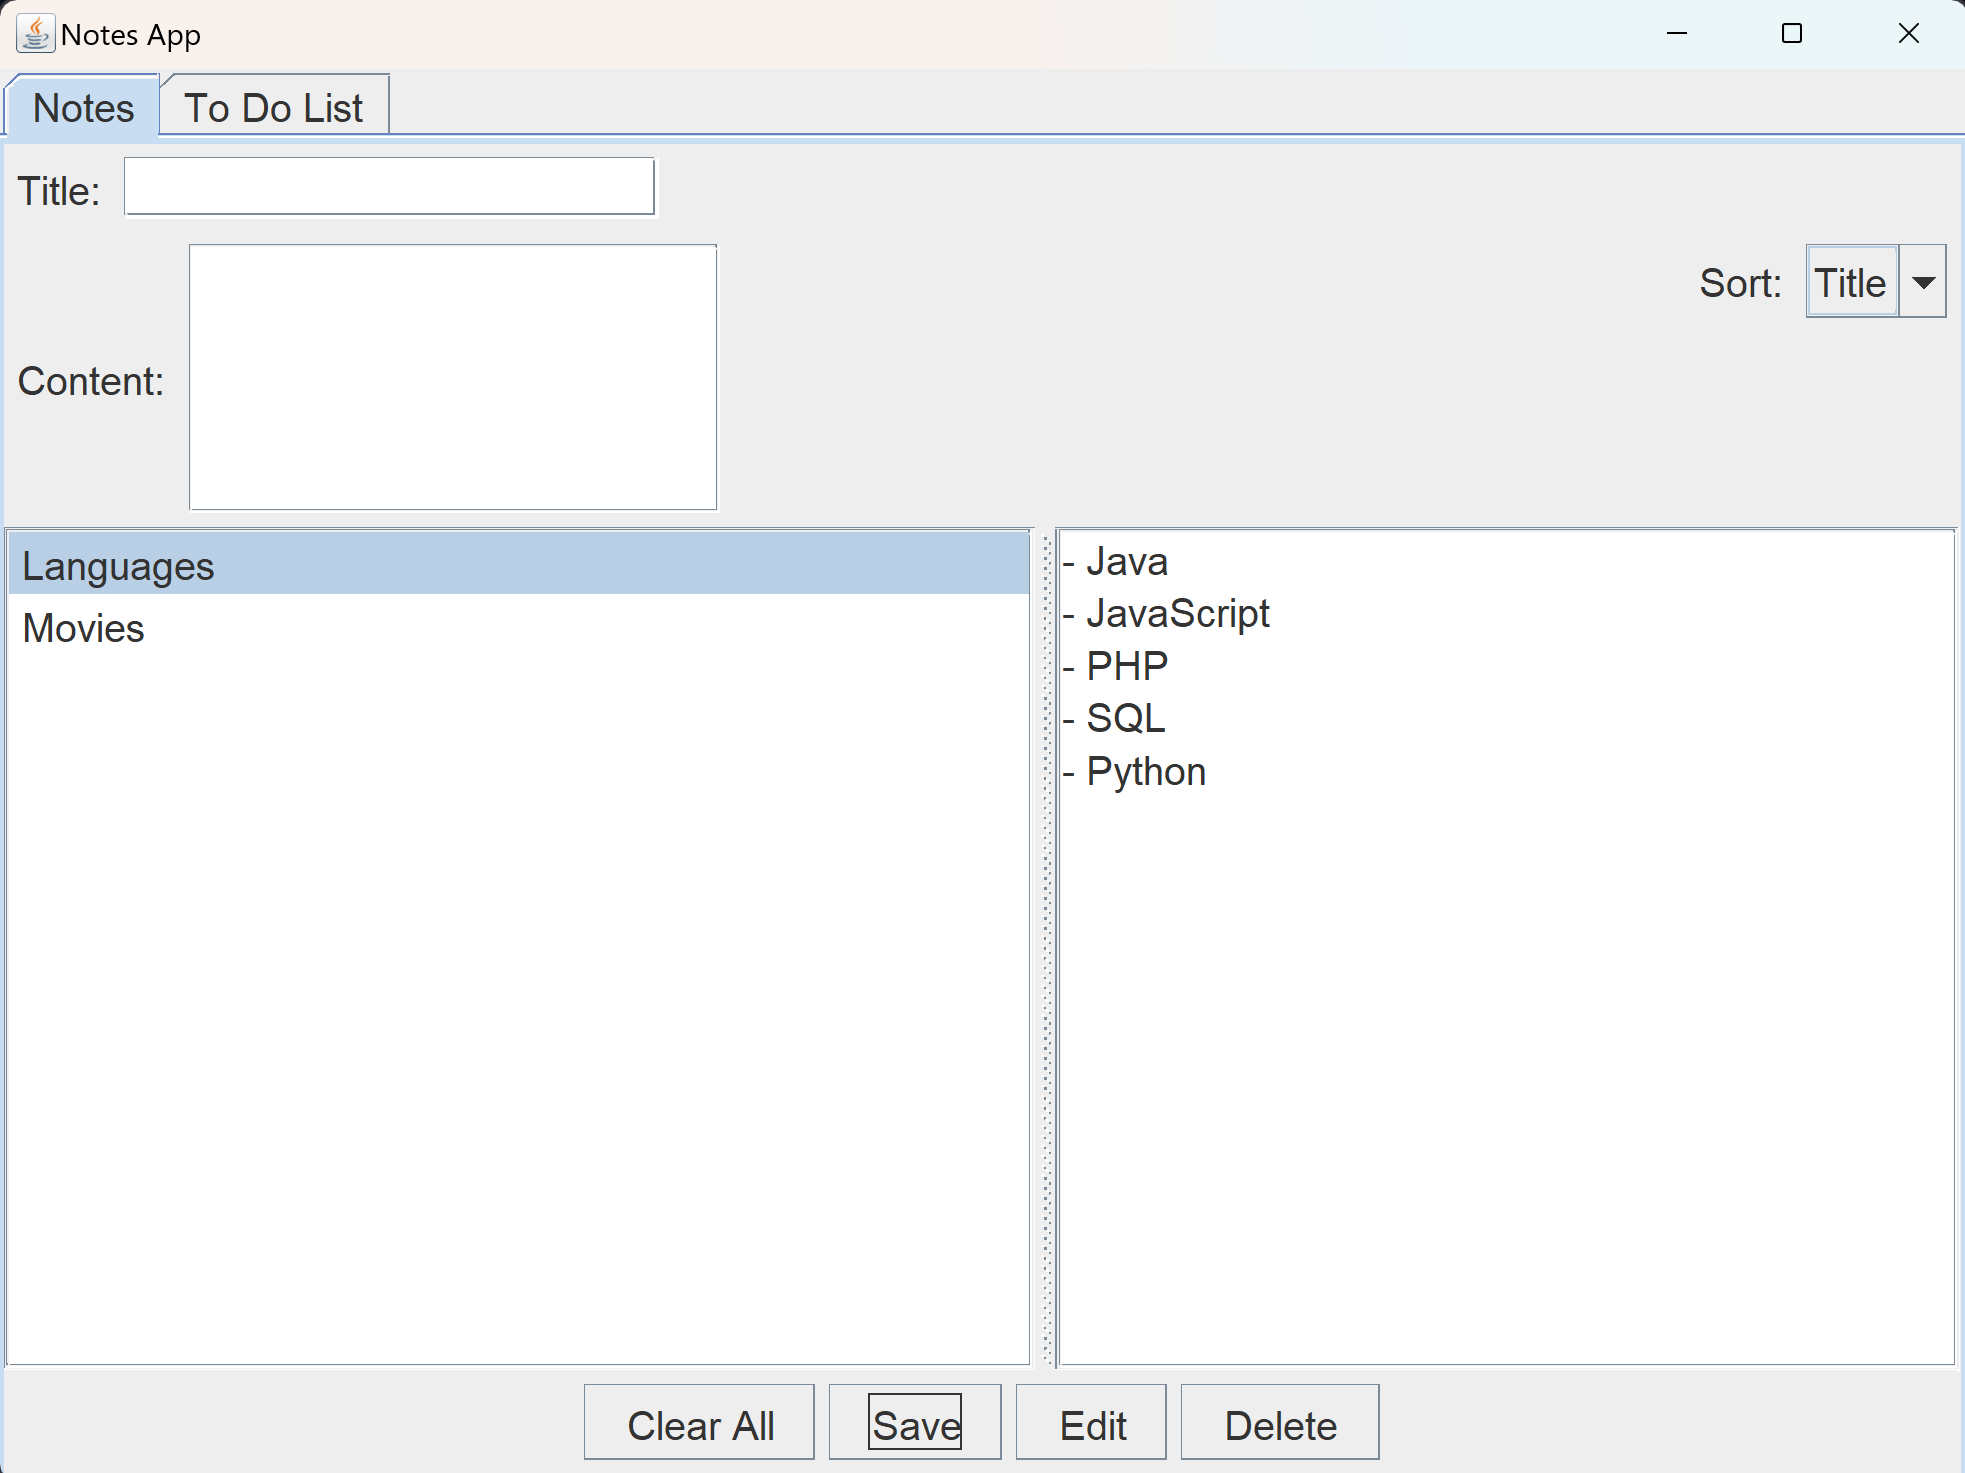 Notes App
Notes
To Do List
Title:
Content:
Sort:
Title
Languages
Movies
- Java
- JavaScript
- PHP
- SQL
- Python
Clear All
Save
Edit
Delete